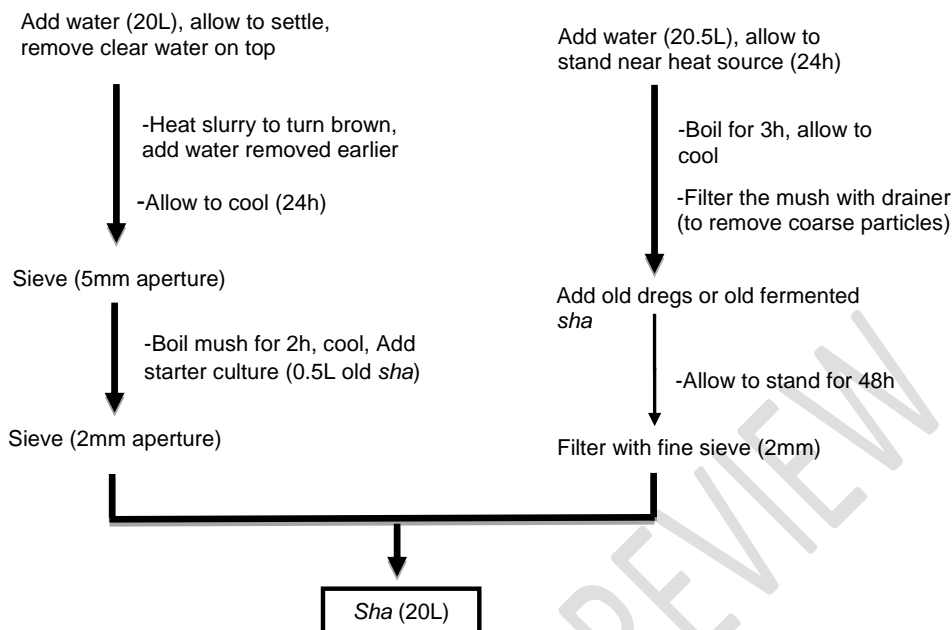 Add water (20L), allow to settle,
remove clear water on top
-Heat slurry to turn brown,
add water removed earlier
-Allow to cool (24h)
Sieve (5mm aperture)
-Boil mush for 2h, cool, Add
starter culture (0.5L old sha)
Sieve (2mm aperture)
Add water (20.5L), allow to
stand near heat source (24h)
-Boil for 3h, allow to
cool
-Filter the mush with drainer
(to remove coarse particles)
Add old dregs or old fermented
sha
-Allow to stand for 48h
Filter with fine sieve (2mm)
Sha (20L)
REVIEW